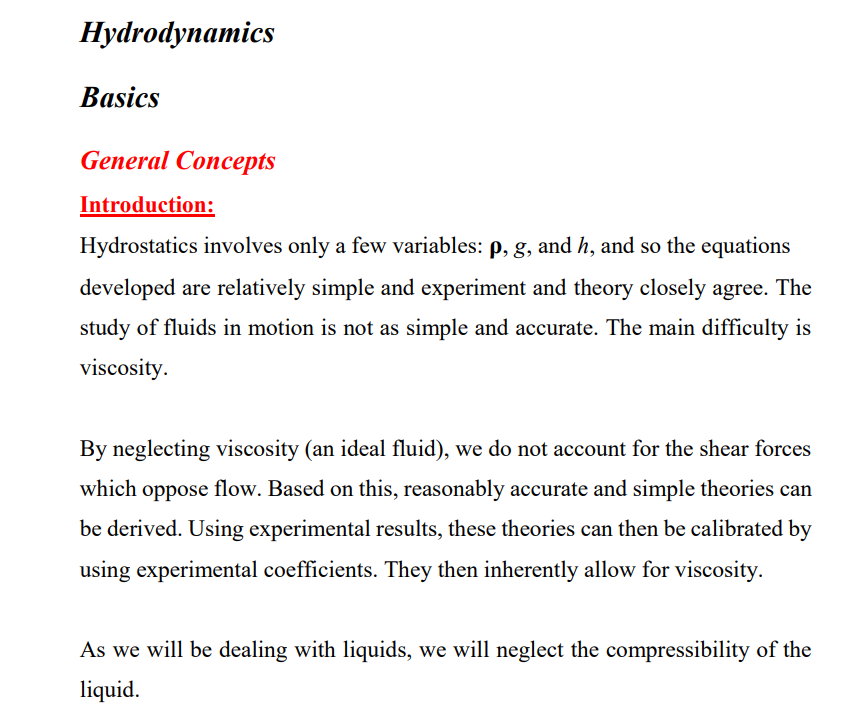 Hydrodynamics
Basics
General Concepts
Introduction:
Hydrostatics involves only a few variables: ρ, g, and h, and so the equations
developed are relatively simple and experiment and theory closely agree. The
study of fluids in motion is not as simple and accurate. The main difficulty is
viscosity.
By neglecting viscosity (an ideal fluid), we do not account for the shear forces
which oppose flow. Based on this, reasonably accurate and simple theories can
be derived. Using experimental results, these theories can then be calibrated by
using experimental coefficients. They then inherently allow for viscosity.
As we will be dealing with liquids, we will neglect the compressibility of the
liquid.